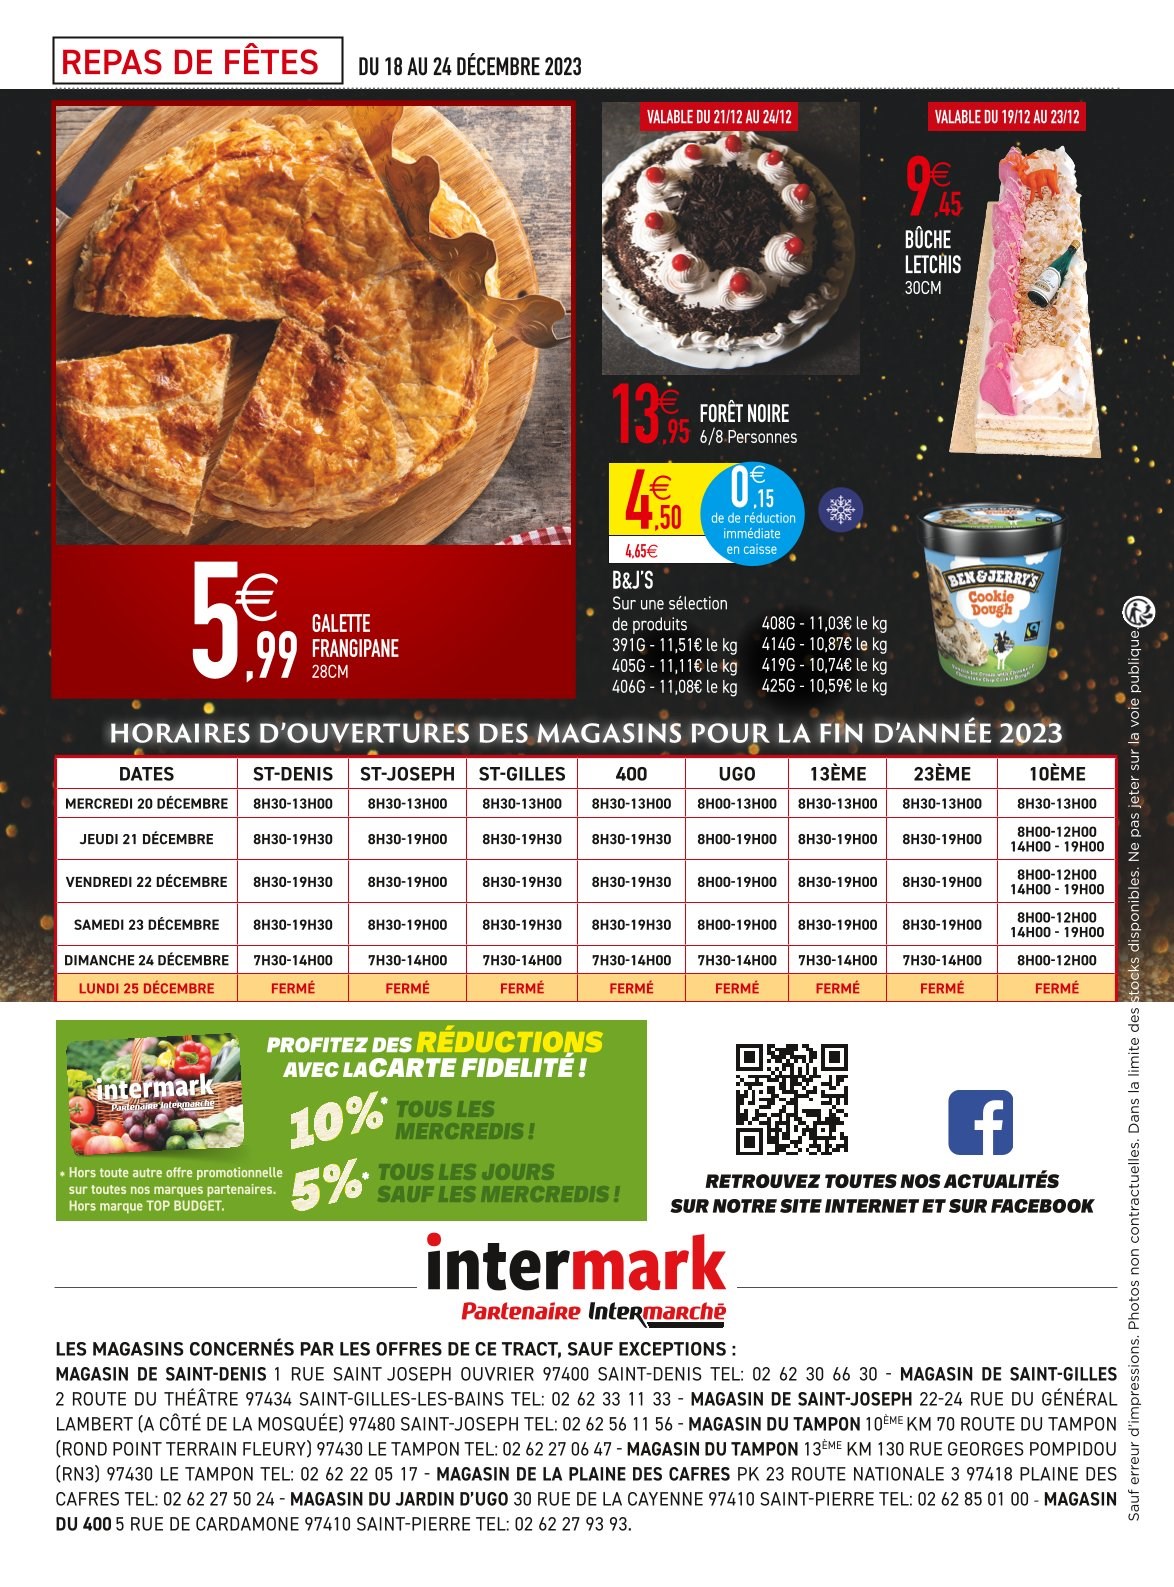 REPAS DE FÊTES
DU 18 AU 24 DÉCEMBRE 2023
VALABLE DU 21/12 AU 24/12
VALABLE DU 19/12 AU 23/12
9€,45
BÛCHE
LETCHIS
30CM
13€,95
FORÊT NOIRE
6/8 Personnes
4€,50
4,65€
0€,15
de de réduction
immédiate
en caisse
B&J'S
Sur une sélection
de produits
391G - 11,51€ le kg
405G - 11,11€ le kg
406G - 11,08€ le kg
408G - 11,03€ le kg
414G - 10,87€ le kg
419G - 10,74€ le kg
425G - 10,59€ le kg
BEN & JERRY'S
Cookie
Dough
5€,99
GALETTE
FRANGIPANE
28CM
HORAIRES D'OUVERTURES DES MAGASINS POUR LA FIN D'ANNÉE 2023
DATES ST-DENIS ST-JOSEPH ST-GILLES 400 UGO 13ÈME 23ÈME 10ÈME
MERCREDI 20 DÉCEMBRE 8H30-13H00 8H30-13H00 8H30-13H00 8H30-13H00 8H00-13H00 8H30-13H00 8H30-13H00 8H30-13H00
JEUDI 21 DÉCEMBRE 8H30-19H30 8H30-19H00 8H30-19H30 8H30-19H30 8H00-19H00 8H30-19H00 8H30-19H00 8H00-12H00
14H00 - 19H00
VENDREDI 22 DÉCEMBRE 8H30-19H30 8H30-19H00 8H30-19H30 8H30-19H30 8H00-19H00 8H30-19H00 8H30-19H00 8H00-12H00
14H00 - 19H00
SAMEDI 23 DÉCEMBRE 8H30-19H30 8H30-19H00 8H30-19H30 8H30-19H30 8H00-19H00 8H30-19H00 8H30-19H00 8H00-12H00
14H00 - 19H00
DIMANCHE 24 DÉCEMBRE 7H30-14H00 7H30-14H00 7H30-14H00 7H30-14H00 7H30-14H00 7H30-14H00 7H30-14H00 8H00-12H00
LUNDI 25 DÉCEMBRE FERMÉ FERMÉ FERMÉ FERMÉ FERMÉ FERMÉ FERMÉ FERMÉ
intermark
Partenaire Intermarché
* Hors toute autre offre promotionnelle
sur toutes nos marques partenaires.
Hors marque TOP BUDGET.
PROFITEZ DES RÉDUCTIONS
AVEC LACARTE FIDELITÉ !
10%* TOUS LES
MERCREDIS !
5%* TOUS LES JOURS
SAUF LES MERCREDIS !
RETROUVEZ TOUTES NOS ACTUALITÉS
SUR NOTRE SITE INTERNET ET SUR FACEBOOK
intermark
Partenaire Intermarché
LES MAGASINS CONCERNÉS PAR LES OFFRES DE CE TRACT, SAUF EXCEPTIONS :
MAGASIN DE SAINT-DENIS 1 RUE SAINT JOSEPH OUVRIER 97400 SAINT-DENIS TEL: 02 62 30 66 30 - MAGASIN DE SAINT-GILLES
2 ROUTE DU THÉÂTRE 97434 SAINT-GILLES-LES-BAINS TEL: 02 62 33 11 33 - MAGASIN DE SAINT-JOSEPH 22-24 RUE DU GÉNÉRAL
LAMBERT (A CÔTÉ DE LA MOSQUÉE) 97480 SAINT-JOSEPH TEL: 02 62 56 11 56 - MAGASIN DU TAMPON 10ÈME KM 70 ROUTE DU TAMPON
(ROND POINT TERRAIN FLEURY) 97430 LE TAMPON TEL: 02 62 27 06 47 - MAGASIN DU TAMPON 13ÈME KM 130 RUE GEORGES POMPIDOU
(RN3) 97430 LE TAMPON TEL: 02 62 22 05 17 - MAGASIN DE LA PLAINE DES CAFRES PK 23 ROUTE NATIONALE 3 97418 PLAINE DES
CAFRES TEL: 02 62 27 50 24 - MAGASIN DU JARDIN D'UGO 30 RUE DE LA CAYENNE 97410 SAINT-PIERRE TEL: 02 62 85 01 00 - MAGASIN
DU 400 5 RUE DE CARDAMONE 97410 SAINT-PIERRE TEL: 02 62 27 93 93.
Sauf erreur d'impressions. Photos non contractuelles. Dans la limite des stocks disponibles. Ne pas jeter sur la voie publique